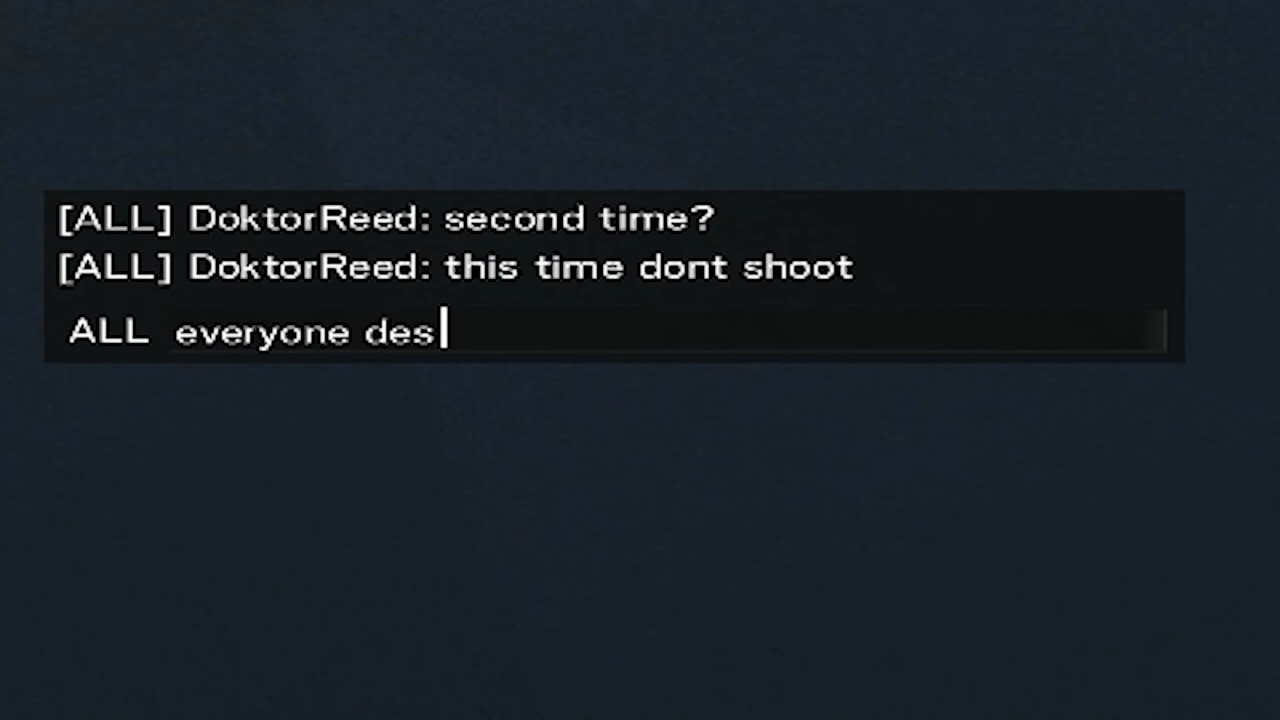 [ALL] DoktorReed: second time?
[ALL] DoktorReed: this time dont shoot
ALL everyone des